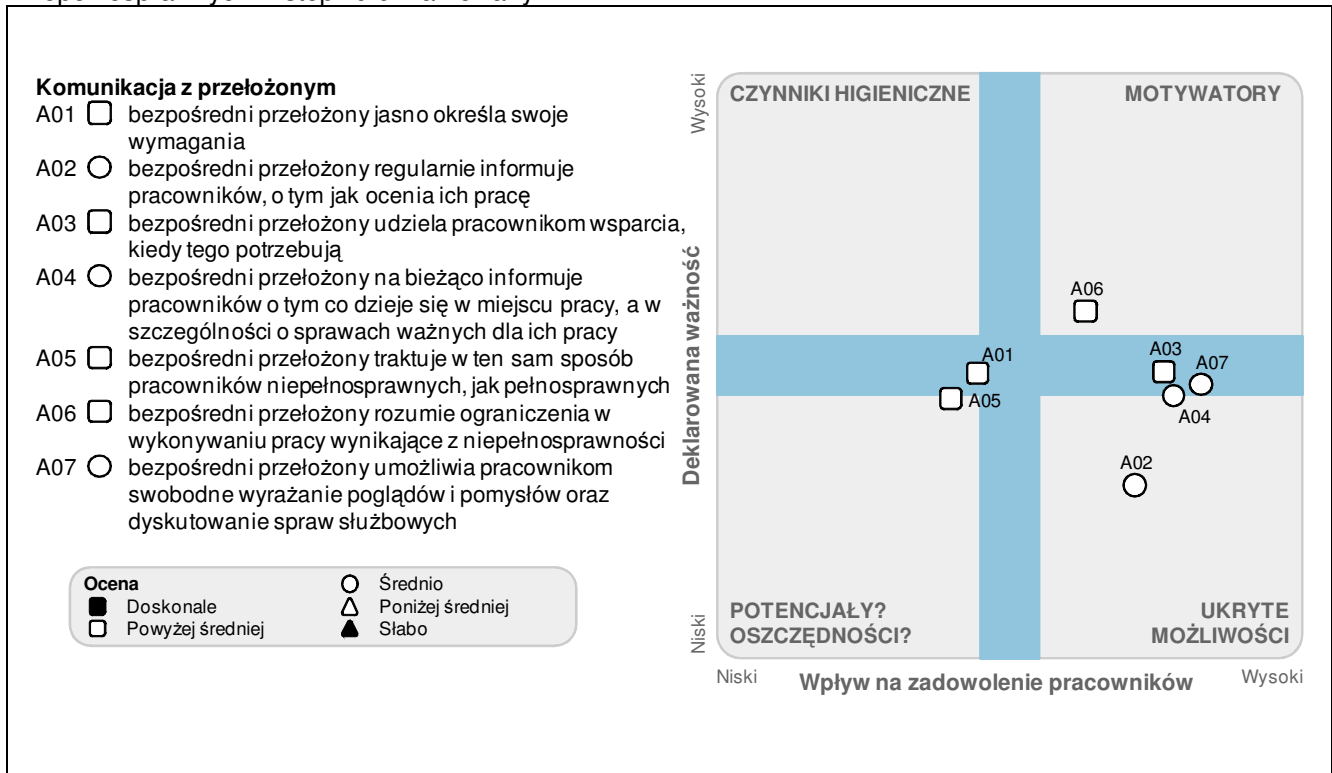 Komunikacja z przełożonym
A01 bezpośredni przełożony jasno określa swoje
wymagania
A02 bezpośredni przełożony regularnie informuje
pracowników, o tym jak ocenia ich pracę
A03 bezpośredni przełożony udziela pracownikom wsparcia,
kiedy tego potrzebują
A04 bezpośredni przełożony na bieżąco informuje
pracowników o tym co dzieje się w miejscu pracy, a w
szczególności o sprawach ważnych dla ich pracy
A05 bezpośredni przełożony traktuje w ten sam sposób
pracowników niepełnosprawnych, jak pełnosprawnych
A06 bezpośredni przełożony rozumie ograniczenia w
wykonywaniu pracy wynikające z niepełnosprawności
A07 bezpośredni przełożony umożliwia pracownikom
swobodne wyrażanie poglądów i pomysłów oraz
dyskutowanie spraw służbowych
Ocena
Doskonale
Powyżej średniej
Średnio
Poniżej średniej
Słabo
Wysoki
Deklarowana ważność
Niski
CZYNNIKI HIGIENICZNE
MOTYWATORY
A06
A01
A03
A07
A05
A04
A02
POTENCJAŁY?
OSZCZĘDNOŚCI?
UKRYTE
MOŻLIWOŚCI
Niski
Wpływ na zadowolenie pracowników
Wysoki